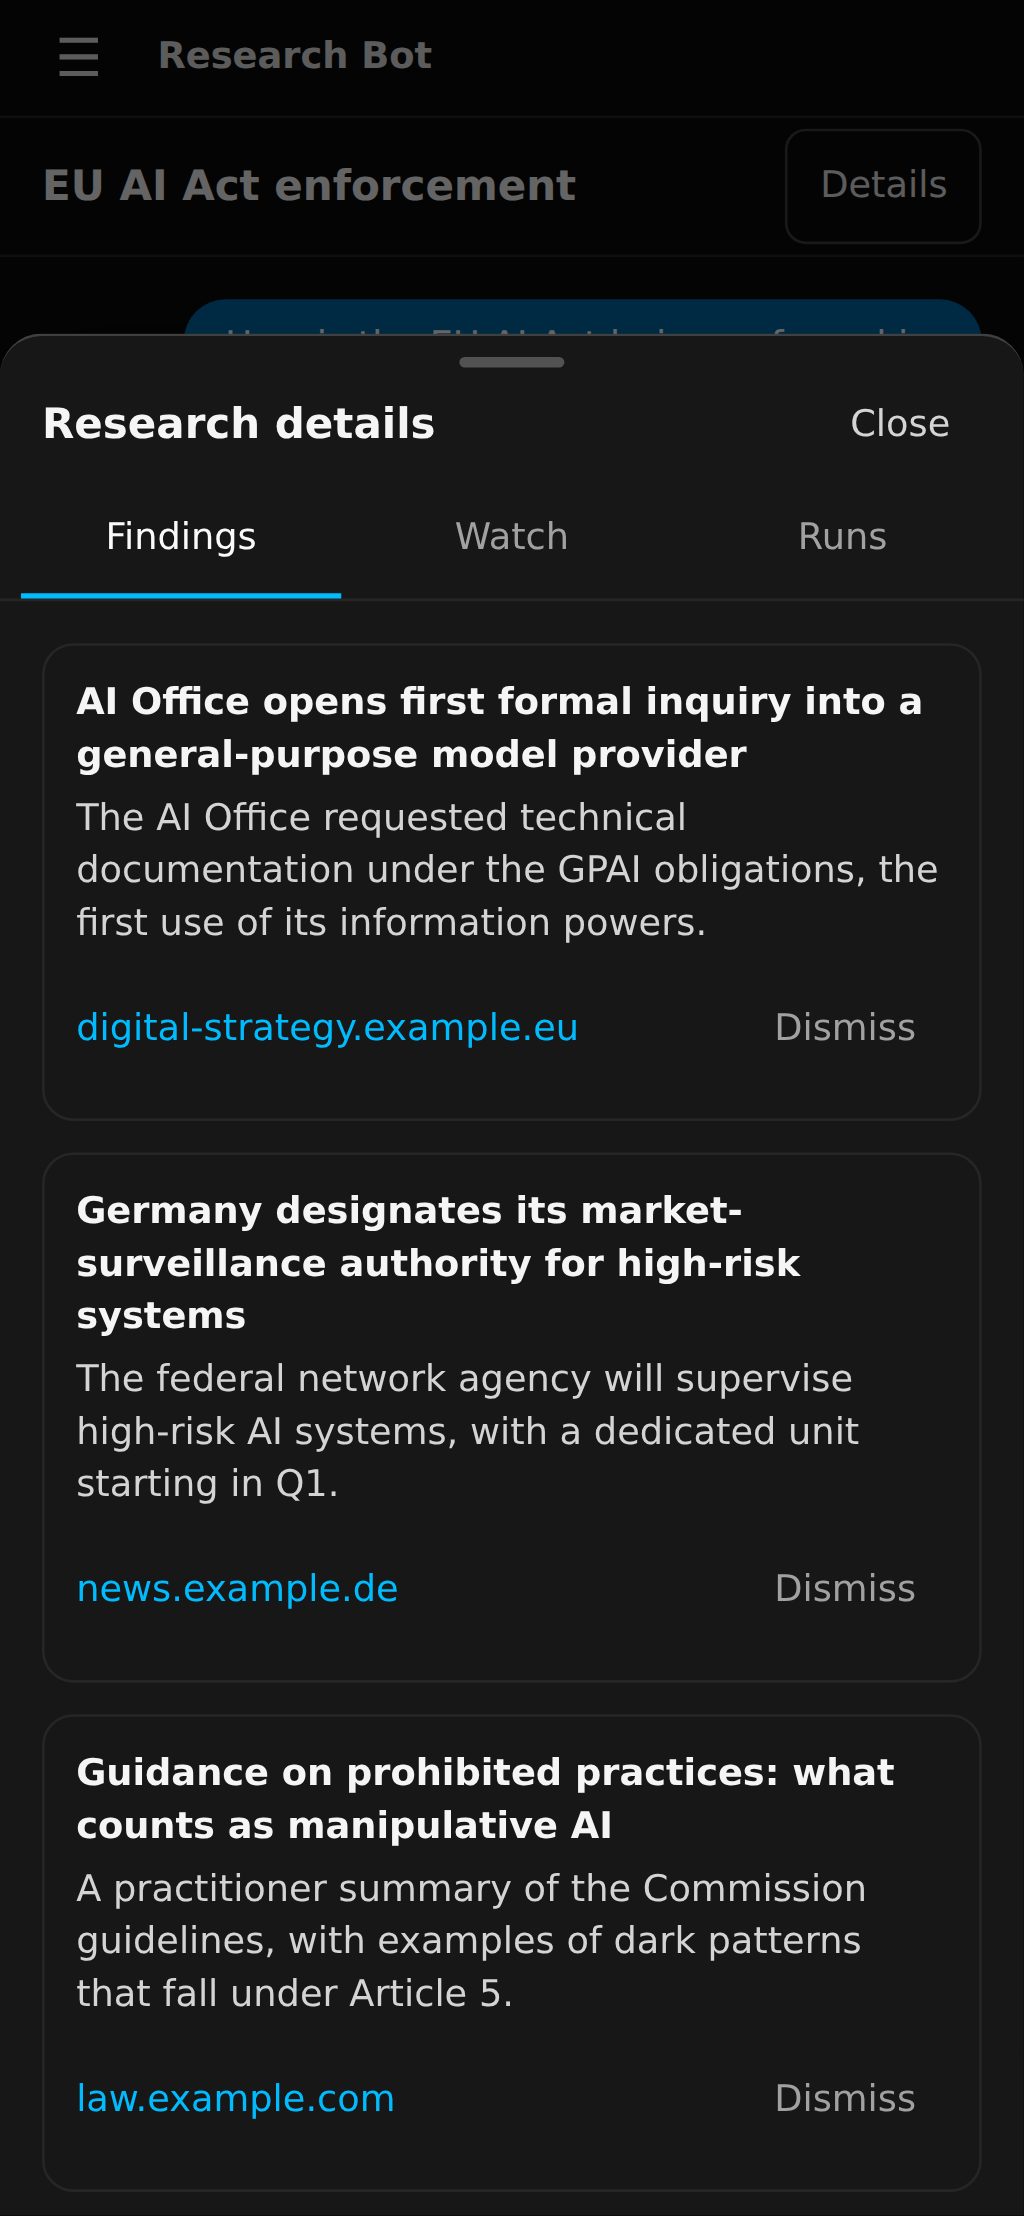 ☰ Research Bot
EU AI Act enforcement
Details
Research details
Close
Findings
Watch
Runs
AI Office opens first formal inquiry into a
general-purpose model provider
The AI Office requested technical
documentation under the GPAI obligations, the
first use of its information powers.
digital-strategy.example.eu
Dismiss
Germany designates its market-
surveillance authority for high-risk
systems
The federal network agency will supervise
high-risk AI systems, with a dedicated unit
starting in Q1.
news.example.de
Dismiss
Guidance on prohibited practices: what
counts as manipulative AI
A practitioner summary of the Commission
guidelines, with examples of dark patterns
that fall under Article 5.
law.example.com
Dismiss